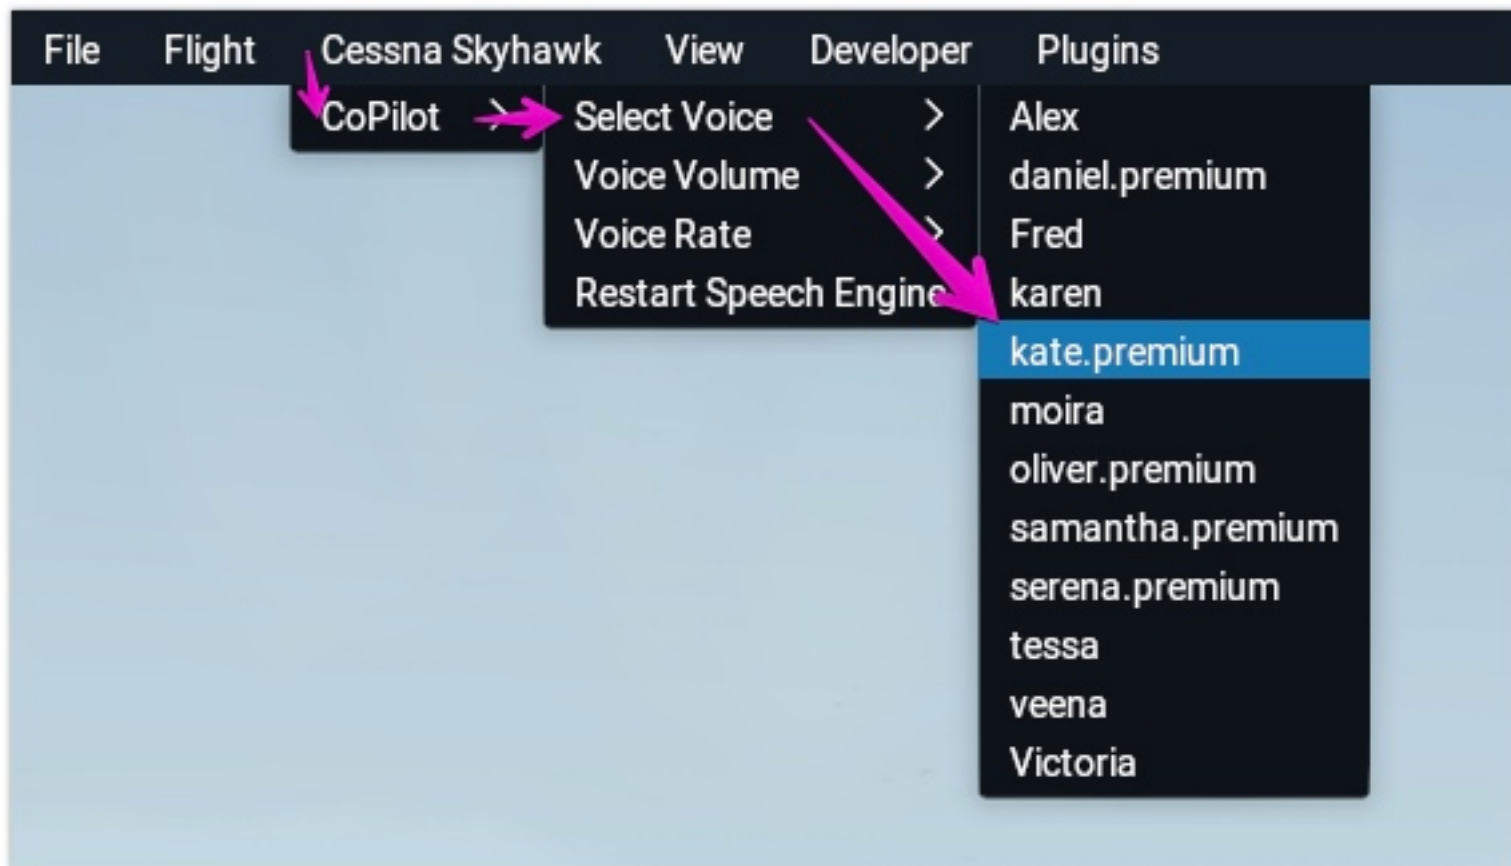 File Flight Cessna Skyhawk View Developer Plugins
CoPilot
Select Voice
Voice Volume
Voice Rate
Restart Speech Engine
Alex
daniel.premium
Fred
karen
kate.premium
moira
oliver.premium
samantha.premium
serena.premium
tessa
veena
Victoria